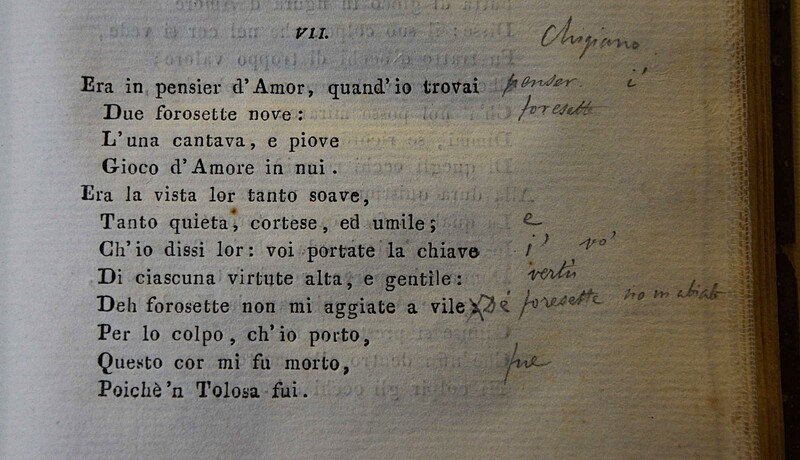 VII.
Chigiano
Era in pensier d'Amor, quand'io trovai penser i'
Due forosette nove : foresette
L'una cantava, e piove
Gioco d'Amore in nui .
Era la vista lor tanto soave,
Tanto quieta, cortese, ed umile; e
Ch'io dissi lor: voi portate la chiave i' vo'
Di ciascuna virtute alta, e gentile: vertù
Deh forosette non mi aggiate a vile Dé foresette no m abiate
Per lo colpo, ch'io porto,
Questo cor mi fu morto, fue
Poichè'n Tolosa fui.